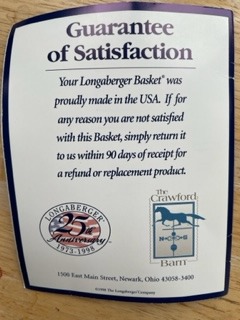 Guarantee
of Satisfaction
Your Longaberger Basket® was
proudly made in the USA. If for
any reason you are not satisfied
with this Basket, simply return it
to us within 90 days of receipt for
a refund or replacement product.
LONGABERGER®
25th
Anniversary
1973-1998
The
Crawford
Barn
1500 East Main Street, Newark, Ohio 43058-3400
©1998 The Longaberger Company